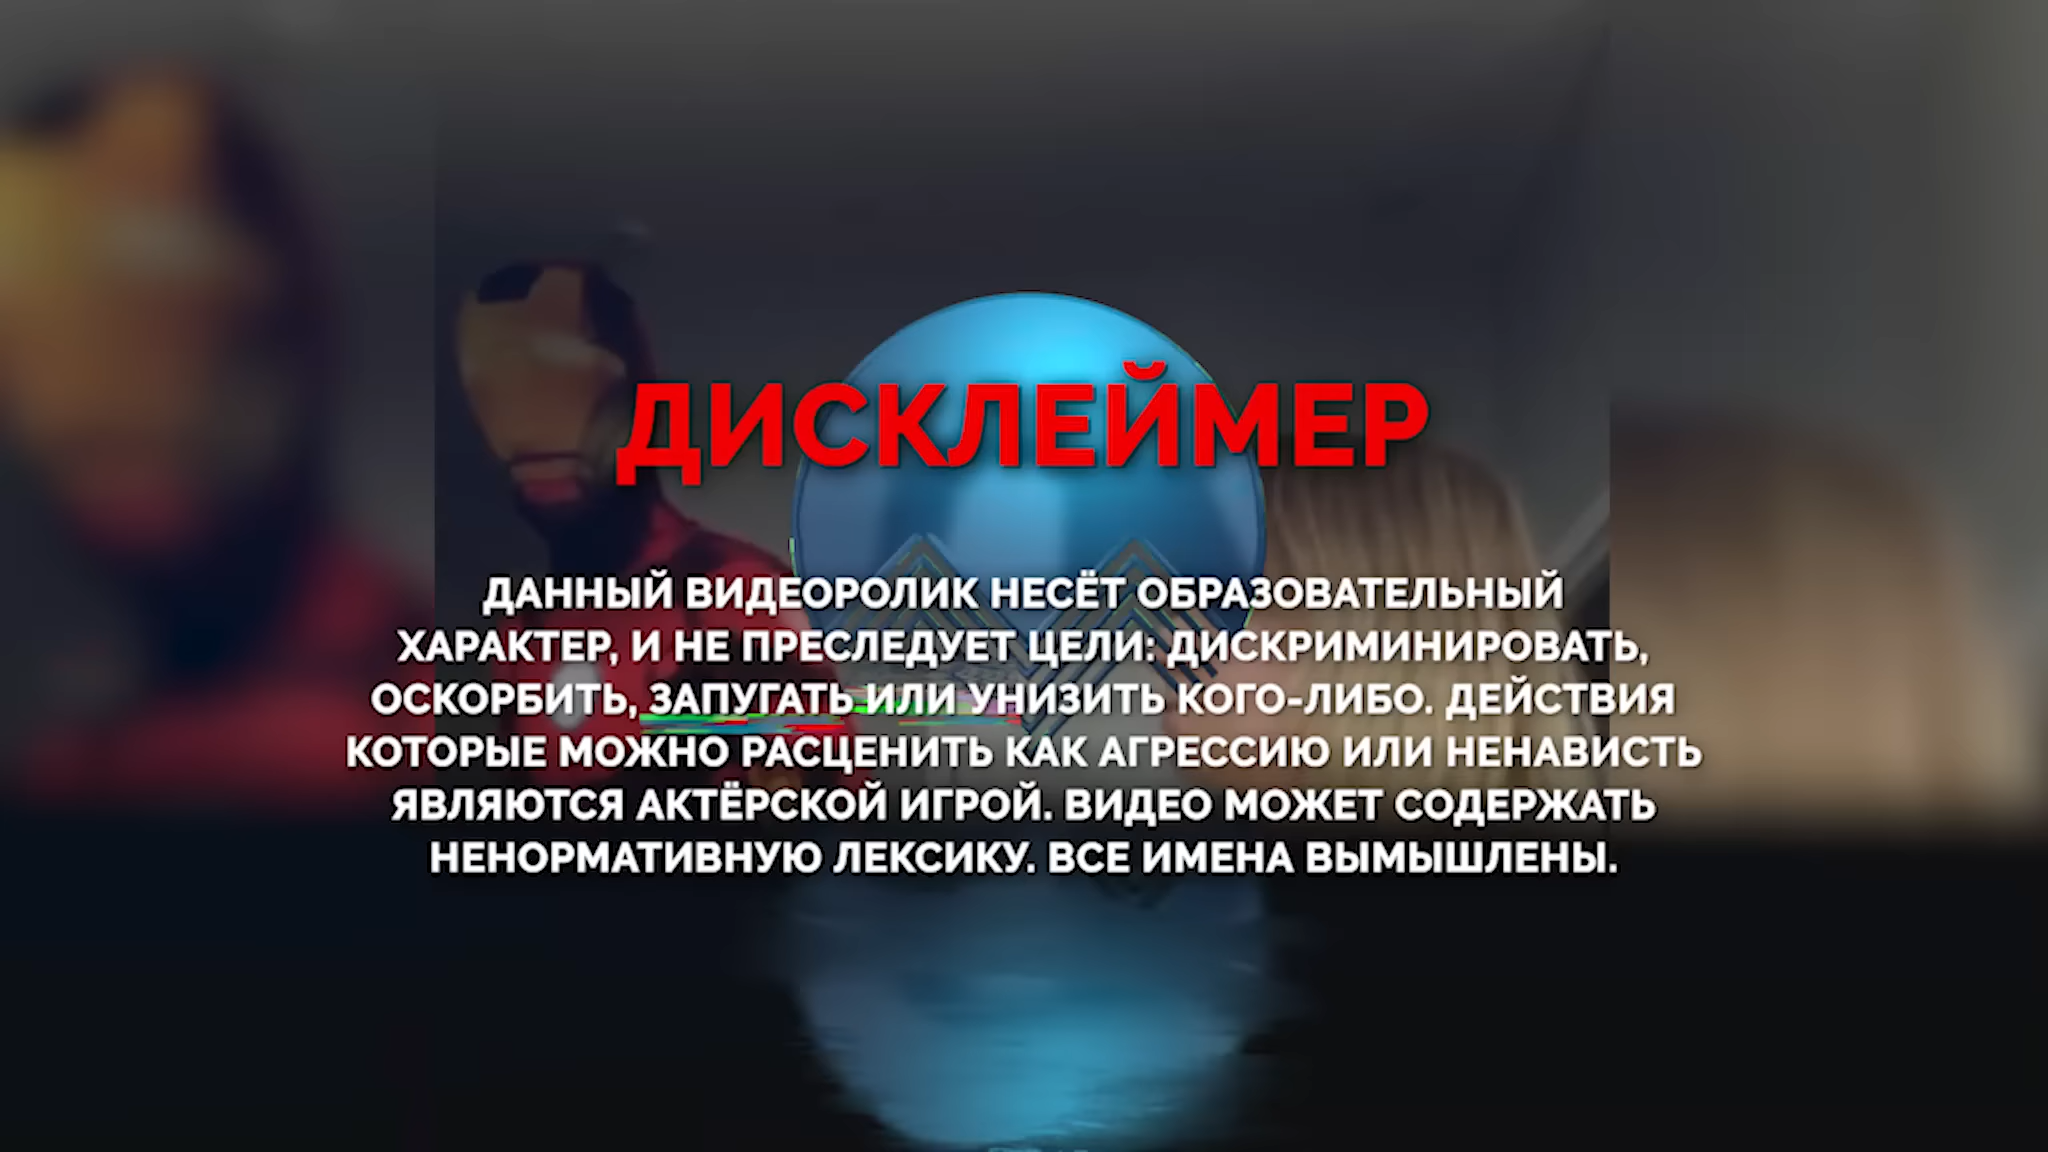 ДИСКЛЕЙМЕР
ДАННЫЙ ВИДЕОРОЛИК НЕСЁТ ОБРАЗОВАТЕЛЬНЫЙ
ХАРАКТЕР, И НЕ ПРЕСЛЕДУЕТ ЦЕЛИ: ДИСКРИМИНИРОВАТЬ,
ОСКОРБИТЬ, ЗАПУГАТЬ ИЛИ УНИЗИТЬ КОГО-ЛИБО. ДЕЙСТВИЯ
КОТОРЫЕ МОЖНО РАСЦЕНИТЬ КАК АГРЕССИЮ ИЛИ НЕНАВИСТЬ
ЯВЛЯЮТСЯ АКТЁРСКОЙ ИГРОЙ. ВИДЕО МОЖЕТ СОДЕРЖАТЬ
НЕНОРМАТИВНУЮ ЛЕКСИКУ. ВСЕ ИМЕНА ВЫМЫШЛЕНЫ.